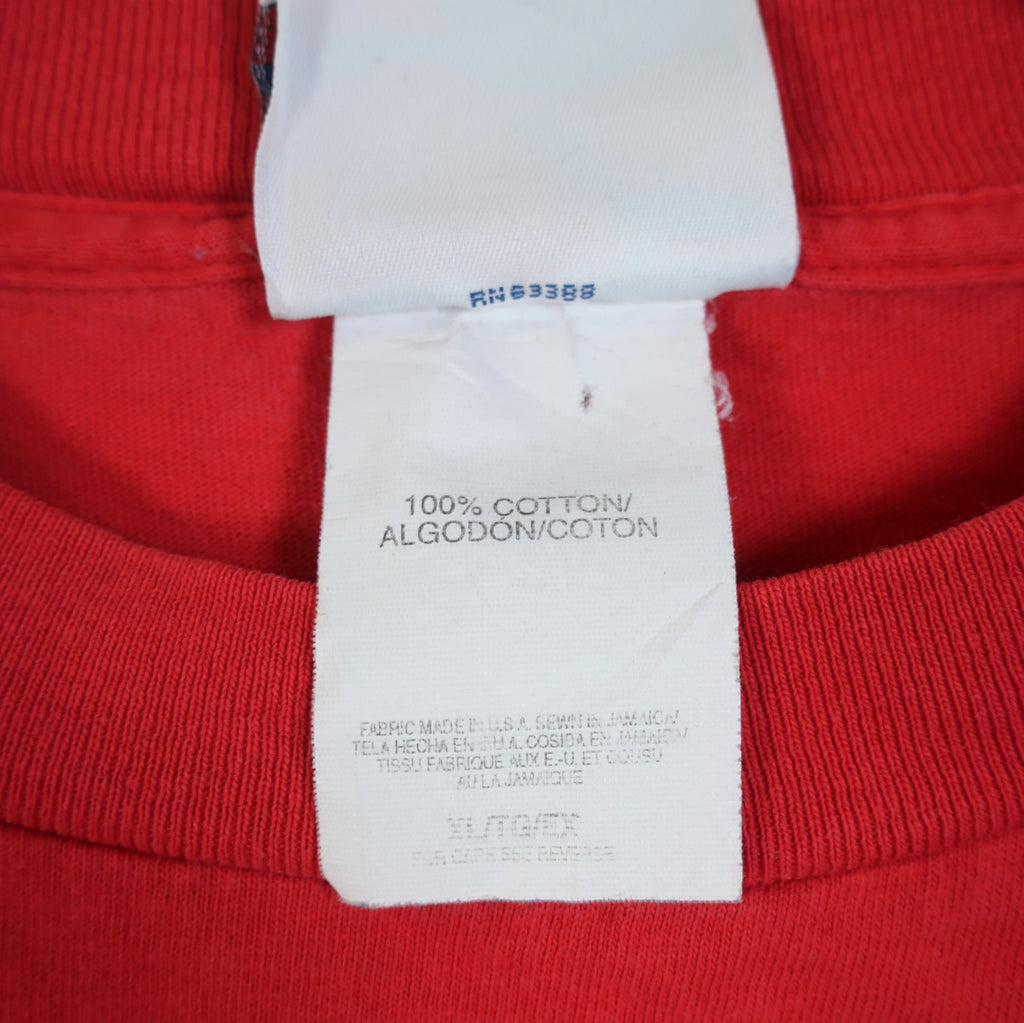 RN 63388
100% COTTON/
ALGODÓN/COTON
FABRIC MADE IN U.S.A. SEWN IN JAMAICA/
TELA HECHA EN E.U.A. COSIDA EN JAMAICA/
TISSU FABRIQUE AUX E.-U. ET COUSU
AU LA JAMAIQUE
XL/TG/EX
FOR CARE SEE REVERSE